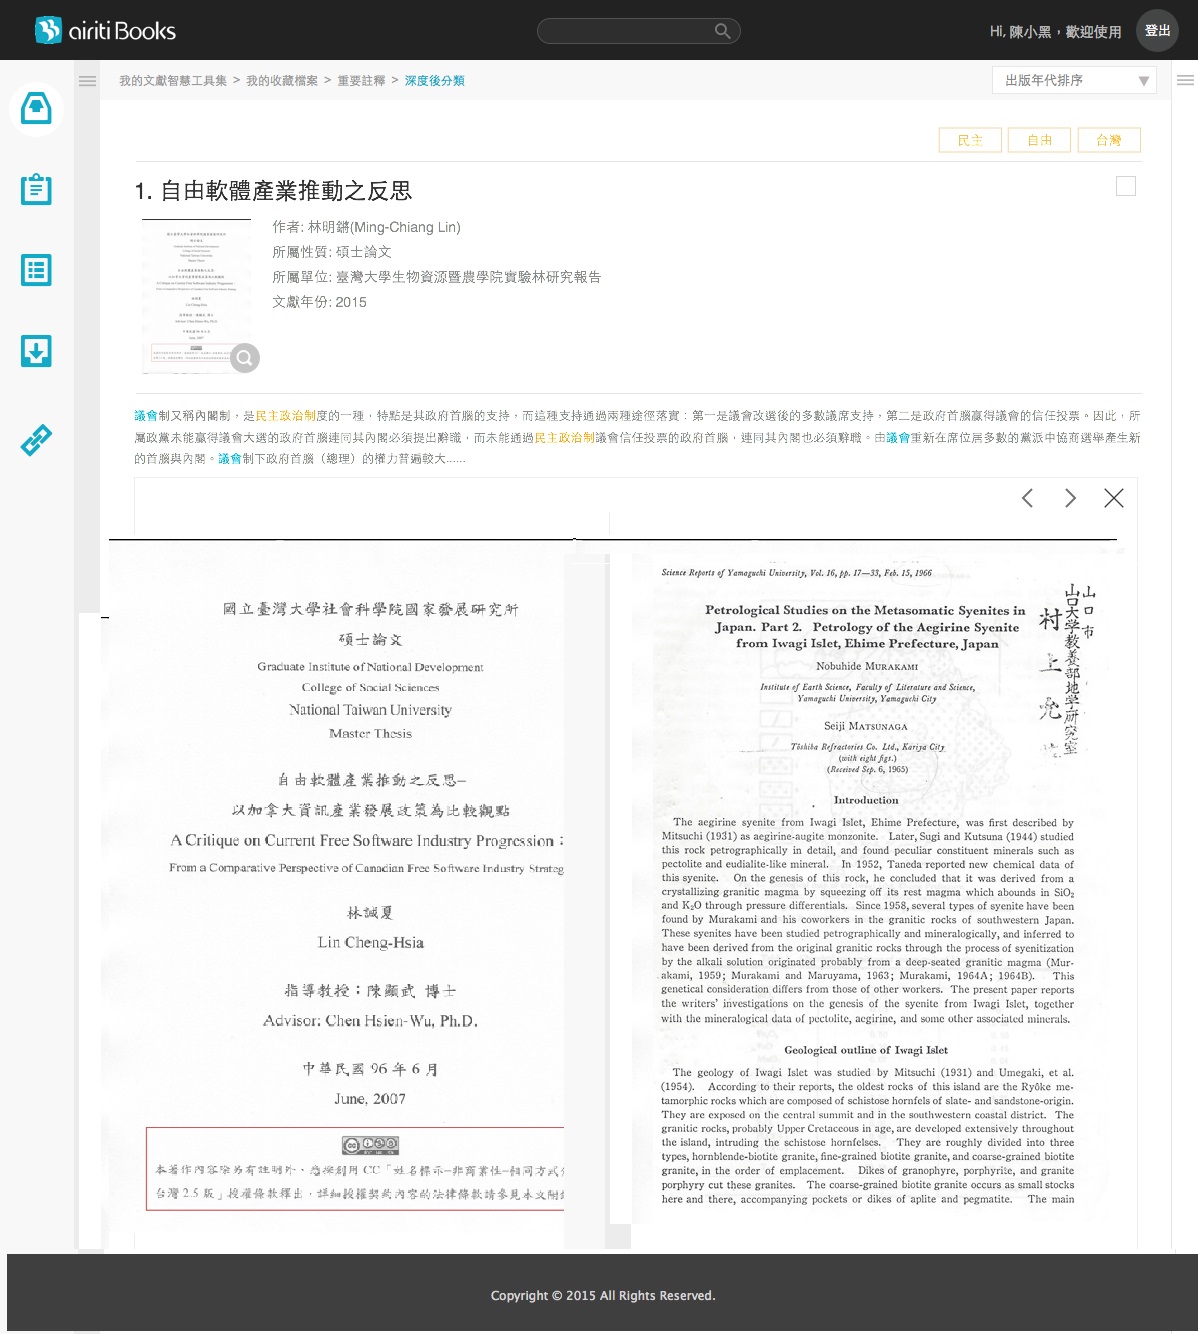 airiti Books
Hi, 陳小黑，歡迎使用
登出
我的文獻智慧工具集 > 我的收藏檔案 > 重要註釋 > 深度後分類
出版年代排序
民主
自由
台灣
1. 自由軟體產業推動之反思
作者: 林明鏘(Ming-Chiang Lin)
所屬性質: 碩士論文
所屬單位: 臺灣大學生物資源暨農學院實驗林研究報告
文獻年份: 2015
議會制又稱內閣制，是民主政治制度的一種，特點是其政府首腦的支持，而這種支持通過兩種途徑落實：第一是議會改選後的多數議席支持，第二是政府首腦贏得議會的信任投票。因此，所
屬政黨未能贏得議會大選的政府首腦連同其內閣必須提出辭職，而未能通過民主政治制議會信任投票的政府首腦，連同其內閣也必須辭職。由議會重新在席位居多數的黨派中協商選舉產生新
的首腦與內閣。議會制下政府首腦（總理）的權力普遍較大......
國立臺灣大學社會科學院國家發展研究所
碩士論文
Graduate Institute of National Development
College of Social Sciences
National Taiwan University
Master Thesis
自由軟體產業推動之反思–
以加拿大資訊產業發展政策為比較觀點
A Critique on Current Free Software Industry Progression：
From a Comparative Perspective of Canadian Free Software Industry Strateg
林誠夏
Lin Cheng-Hsia
指導教授：陳顯武 博士
Advisor: Chen Hsien-Wu, Ph.D.
中華民國 96 年 6 月
June, 2007
本著作內容除另有註明外，應採利用 CC「姓名標示–非商業性–相同方式分
台灣 2.5 版」授權條款釋出，詳細授權契約內容的法律條款請參見本文附錄
Science Reports of Yamaguchi University, Vol. 16, pp. 17—33, Feb. 15, 1966
Petrological Studies on the Metasomatic Syenites in
Japan. Part 2. Petrology of the Aegirine Syenite
from Iwagi Islet, Ehime Prefecture, Japan
Nobuhide MURAKAMI
Institute of Earth Science, Faculty of Literature and Science,
Yamaguchi University, Yamaguchi City
Seiji MATSUNAGA
Tōshiba Refractories Co. Ltd., Kariya City
(with eight figs.)
(Received Sep. 6, 1965)
山口市
山口大学教養部地学研究室
村上允
Introduction
The aegirine syenite from Iwagi Islet, Ehime Prefecture, was first described by
Mitsuchi (1931) as aegirine-augite monzonite. Later, Sugi and Kutsuna (1944) studied
this rock petrographically in detail, and found peculiar constituent minerals such as
pectolite and eudialite-like mineral. In 1952, Taneda reported new chemical data of
this syenite. On the genesis of this rock, he concluded that it was derived from a
crystallizing granitic magma by squeezing off its rest magma which abounds in SiO₂
and K₂O through pressure differentials. Since 1958, several types of syenite have been
found by Murakami and his coworkers in the granitic rocks of southwestern Japan.
These syenites have been studied petrographically and mineralogically, and inferred to
have been derived from the original granitic rocks through the process of syenitization
by the alkali solution originated probably from a deep-seated granitic magma (Mur-
akami, 1959; Murakami and Maruyama, 1963; Murakami, 1964A; 1964B). This
genetical consideration differs from those of other workers. The present paper reports
the writers' investigations on the genesis of the syenite from Iwagi Islet, together
with the mineralogical data of pectolite, aegirine, and some other associated minerals.
Geological outline of Iwagi Islet
The geology of Iwagi Islet was studied by Mitsuchi (1931) and Umegaki, et al.
(1954). According to their reports, the oldest rocks of this island are the Ryôke me-
tamorphic rocks which are composed of schistose hornfels of slate- and sandstone-origin.
They are exposed on the central summit and in the southwestern coastal district. The
granitic rocks, probably Upper Cretaceous in age, are developed extensively throughout
the island, intruding the schistose hornfelses. They are roughly divided into three
types, hornblende-biotite granite, fine-grained biotite granite, and coarse-grained biotite
granite, in the order of emplacement. Dikes of granophyre, porphyrite, and granite
porphyry cut these granites. The coarse-grained biotite granite occurs as small stocks
here and there, accompanying pockets or dikes of aplite and pegmatite. The main
Copyright © 2015 All Rights Reserved.